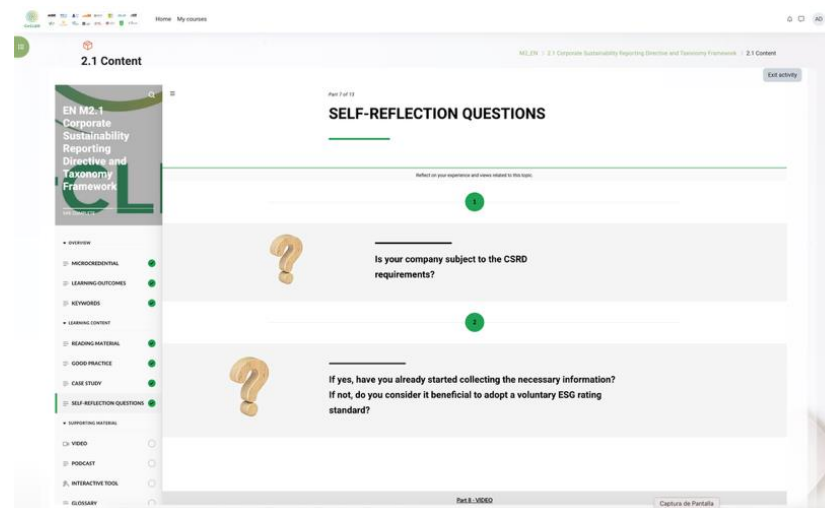 Home My courses
AD
2.1 Content
M2_EN
2.1 Corporate Sustainability Reporting Directive and Taxonomy Framework
2.1 Content
Exit activity
EN M2.1
Corporate
Sustainability
Reporting
Directive and
Taxonomy
Framework
OVERVIEW
MICROCREDENTIAL
LEARNING OUTCOMES
KEYWORDS
LEARNING CONTENT
READING MATERIAL
GOOD PRACTICE
CASE STUDY
SELF-REFLECTION QUESTIONS
SUPPORTING MATERIAL
VIDEO
PODCAST
INTERACTIVE TOOL
GLOSSARY
Part 7 of 13
SELF-REFLECTION QUESTIONS
Reflect on your experience and views related to this topic.
1
Is your company subject to the CSRD
requirements?
2
If yes, have you already started collecting the necessary information?
If not, do you consider it beneficial to adopt a voluntary ESG rating
standard?
Part 8 - VIDEO
Captura de Pantalla